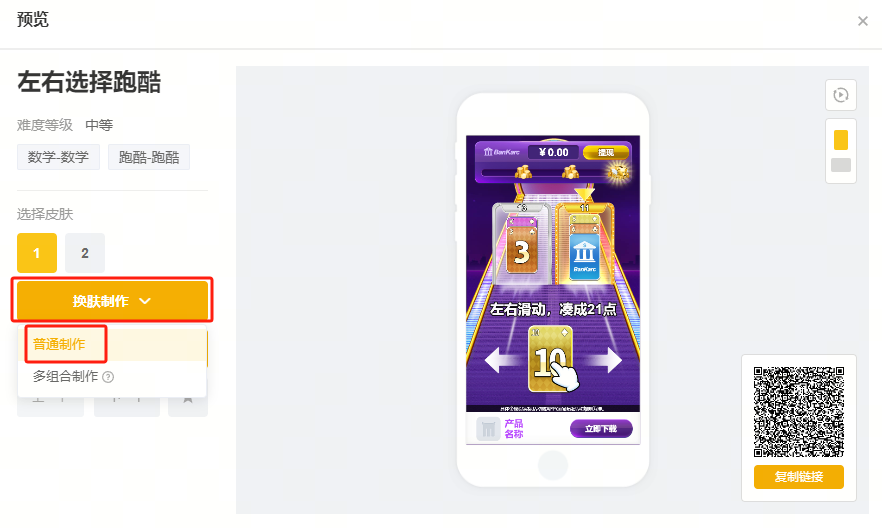 预览
左右选择跑酷
难度等级 中等
数学-数学 跑酷-跑酷
选择皮肤
1 2
换肤制作
普通制作
多组合制作
BanKarc ￥0.00 提现
13 11
3
BanKarc
左右滑动，凑成21点
10
10
产品
名称
立即下载
复制链接